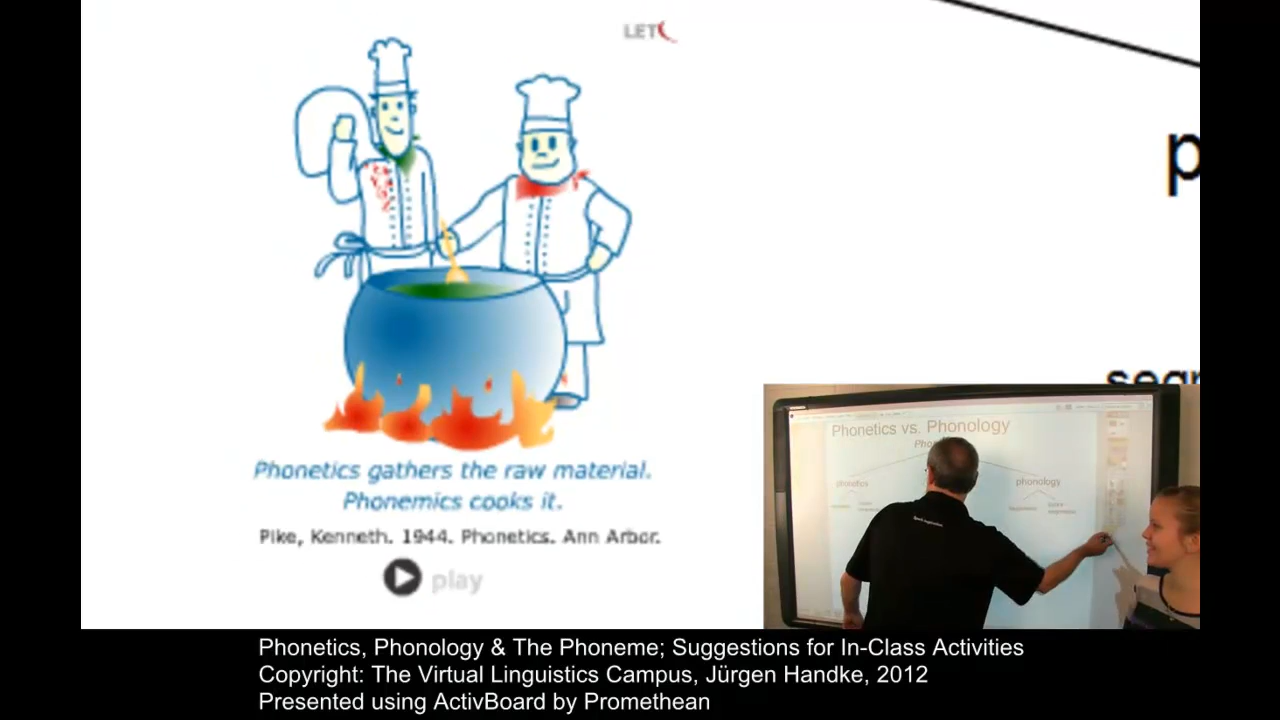 LET
Phonetics gathers the raw material.
Phonemics cooks it.
Pike, Kenneth. 1944. Phonetics. Ann Arbor.
play
Phonetics vs. Phonology
phonology
Phonetics, Phonology & The Phoneme; Suggestions for In-Class Activities
Copyright: The Virtual Linguistics Campus, Jürgen Handke, 2012
Presented using ActivBoard by Promethean